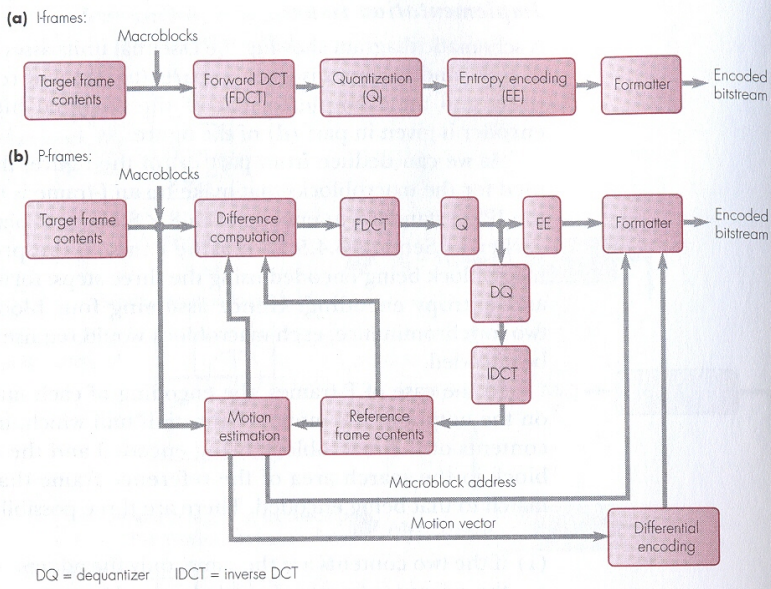 (a) I-frames:
Macroblocks
Target frame
contents
Forward DCT
(FDCT)
Quantization
(Q)
Entropy encoding
(EE)
Formatter
Encoded
bitstream
(b) P-frames:
Macroblocks
Target frame
contents
Difference
computation
FDCT
Q
EE
Formatter
Encoded
bitstream
DQ
IDCT
Motion
estimation
Reference
frame contents
Macroblock address
Motion vector
Differential
encoding
DQ = dequantizer IDCT = inverse DCT